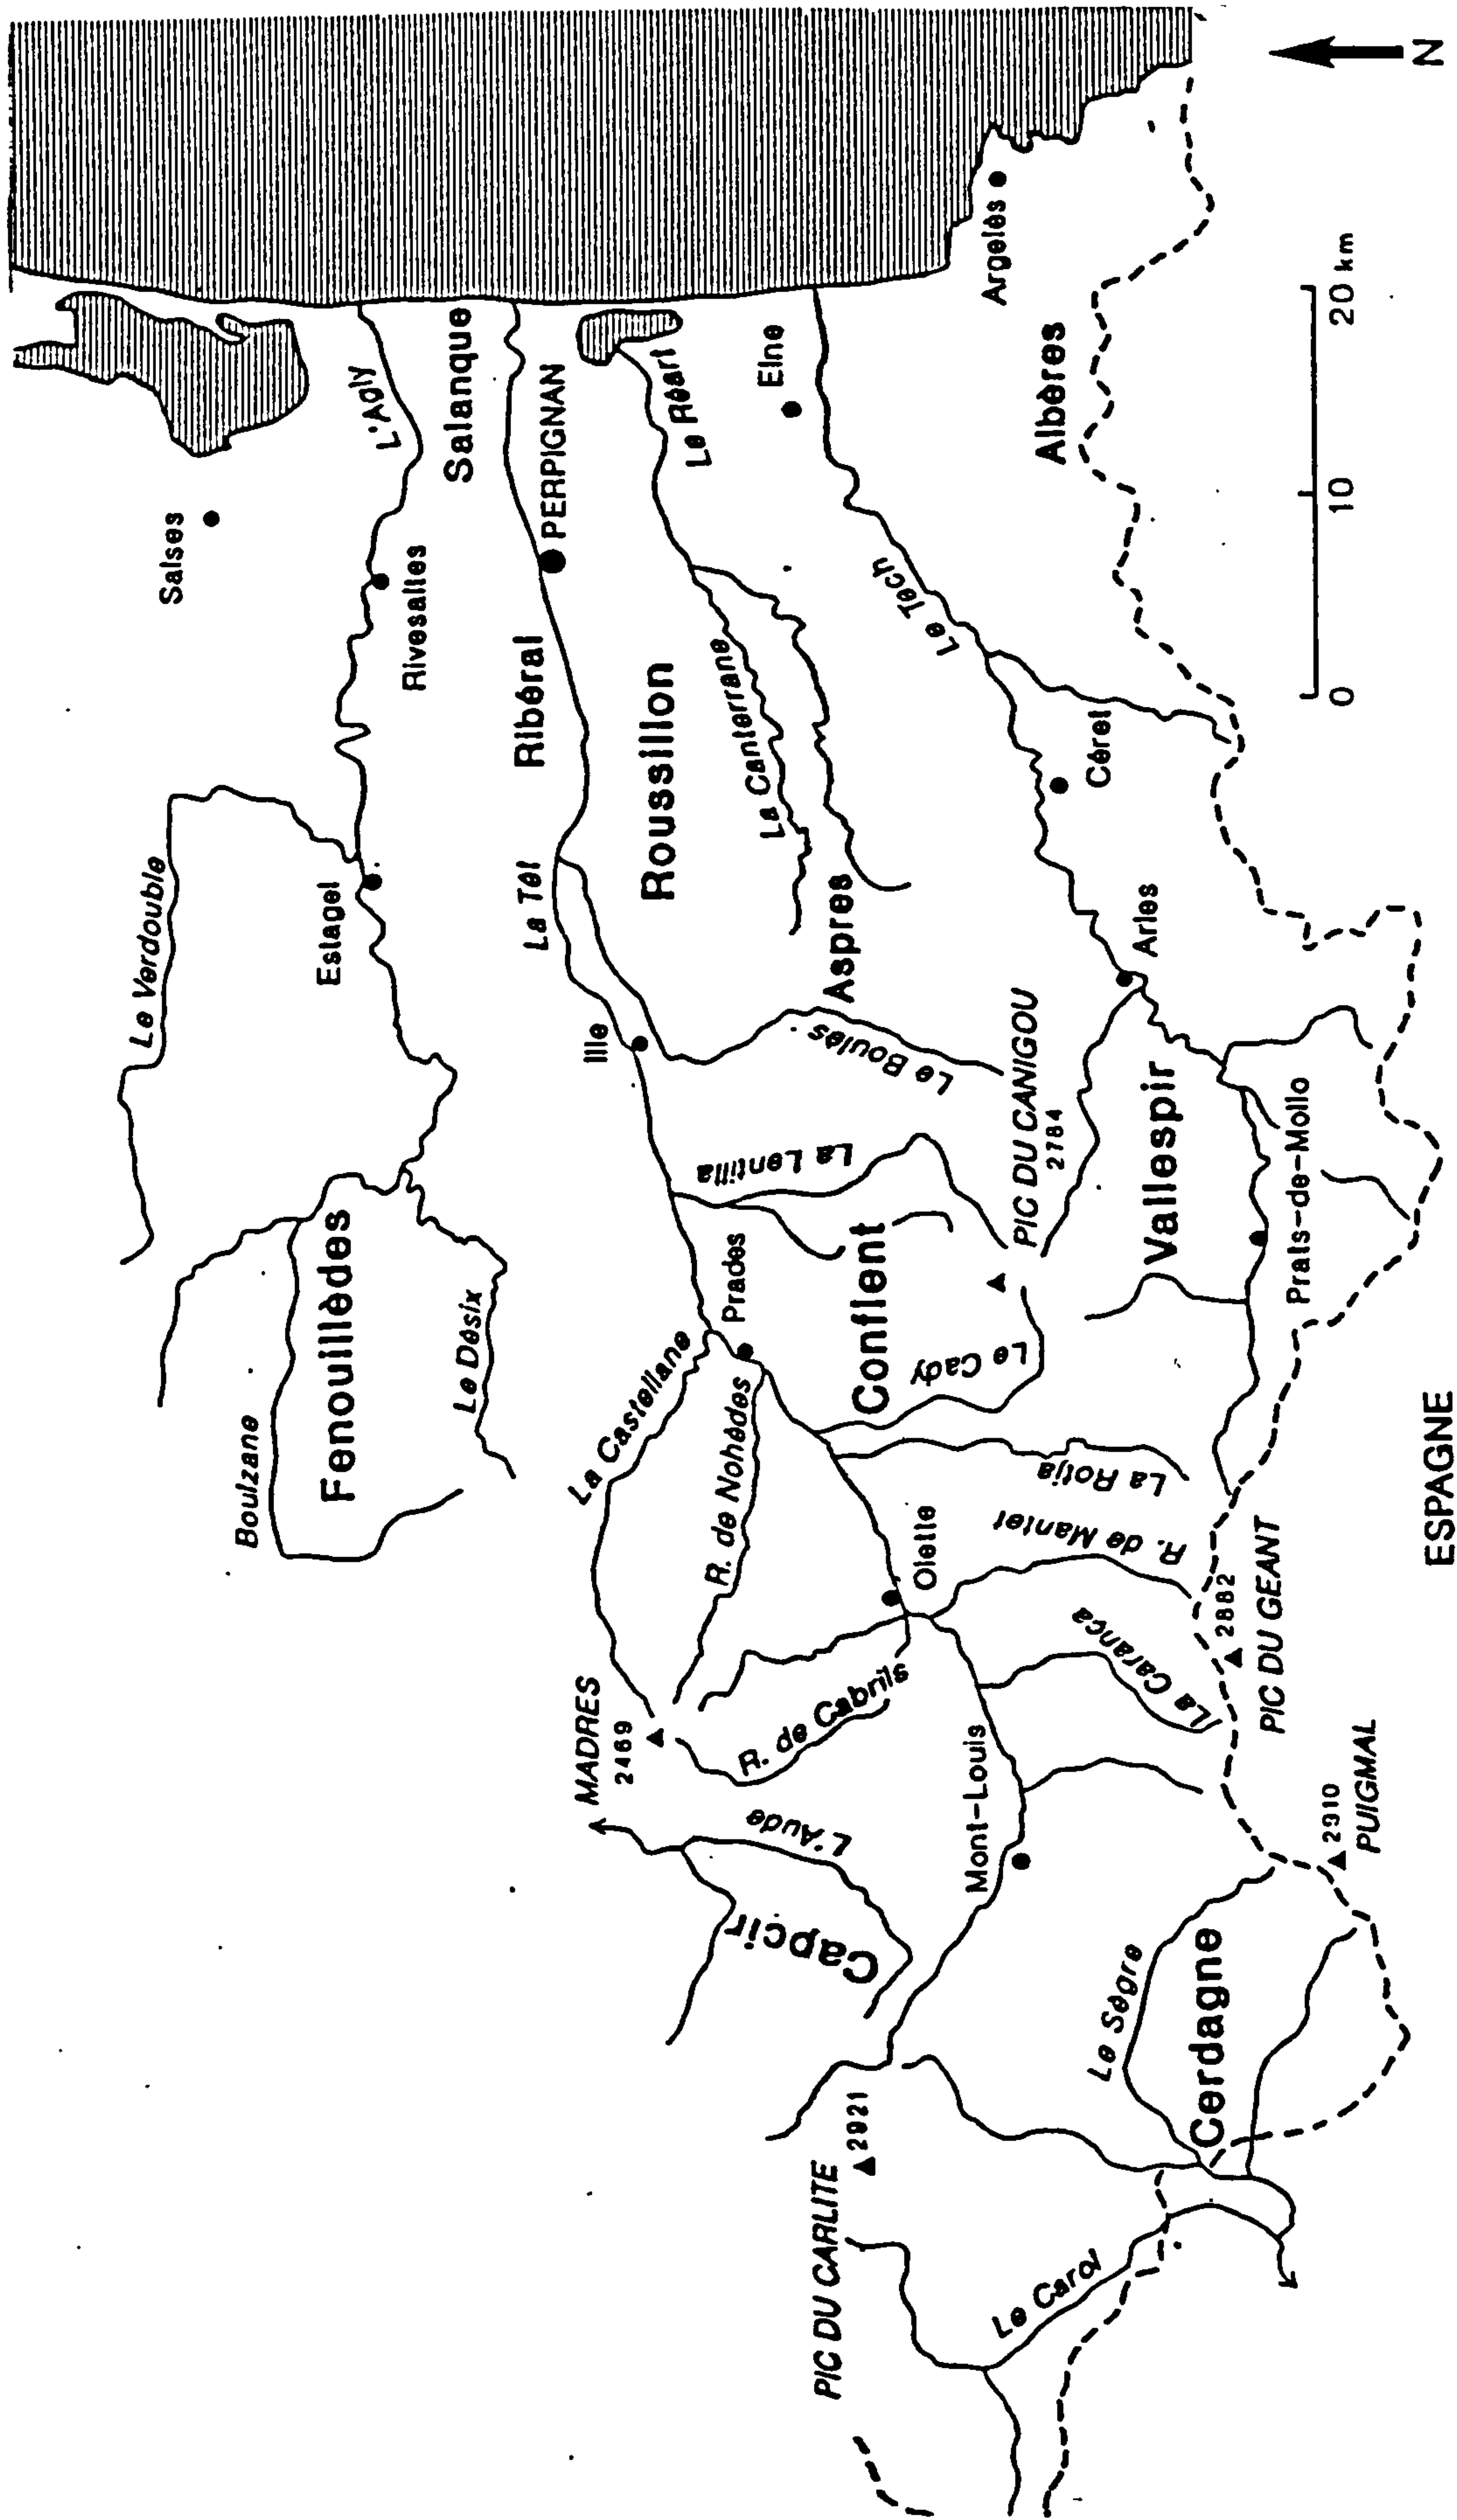 Le Verdouble
Salses
Boulzane
Fenouillèdes
Estagel
L'Agly
Rivesaltes
Salanque
Le Désix
La Têt
Ribéral
PERPIGNAN
MADRES
2469
La Castellane
Ille
Roussillon
Le Réart
R. de Nohèdes
Prades
La Lentilla
La Canterrane
Elne
L'Aude
R. de Cabrils
Capcir
Conflent
Le Boulès
Aspres
PIC DU CARLITE
2921
Olette
Le Cady
Le Tech
Mont-Louis
R. de Mantet
La Rotja
PIC DU CANIGOU
2784
Argelès
Le Carol
La Carança
Céret
Albères
Le Sègre
Vallespir
Arles
Cerdagne
2882
PIC DU GEANT
Prats-de-Mollo
2910
PUIGMAL
0 10 20 km
ESPAGNE
N